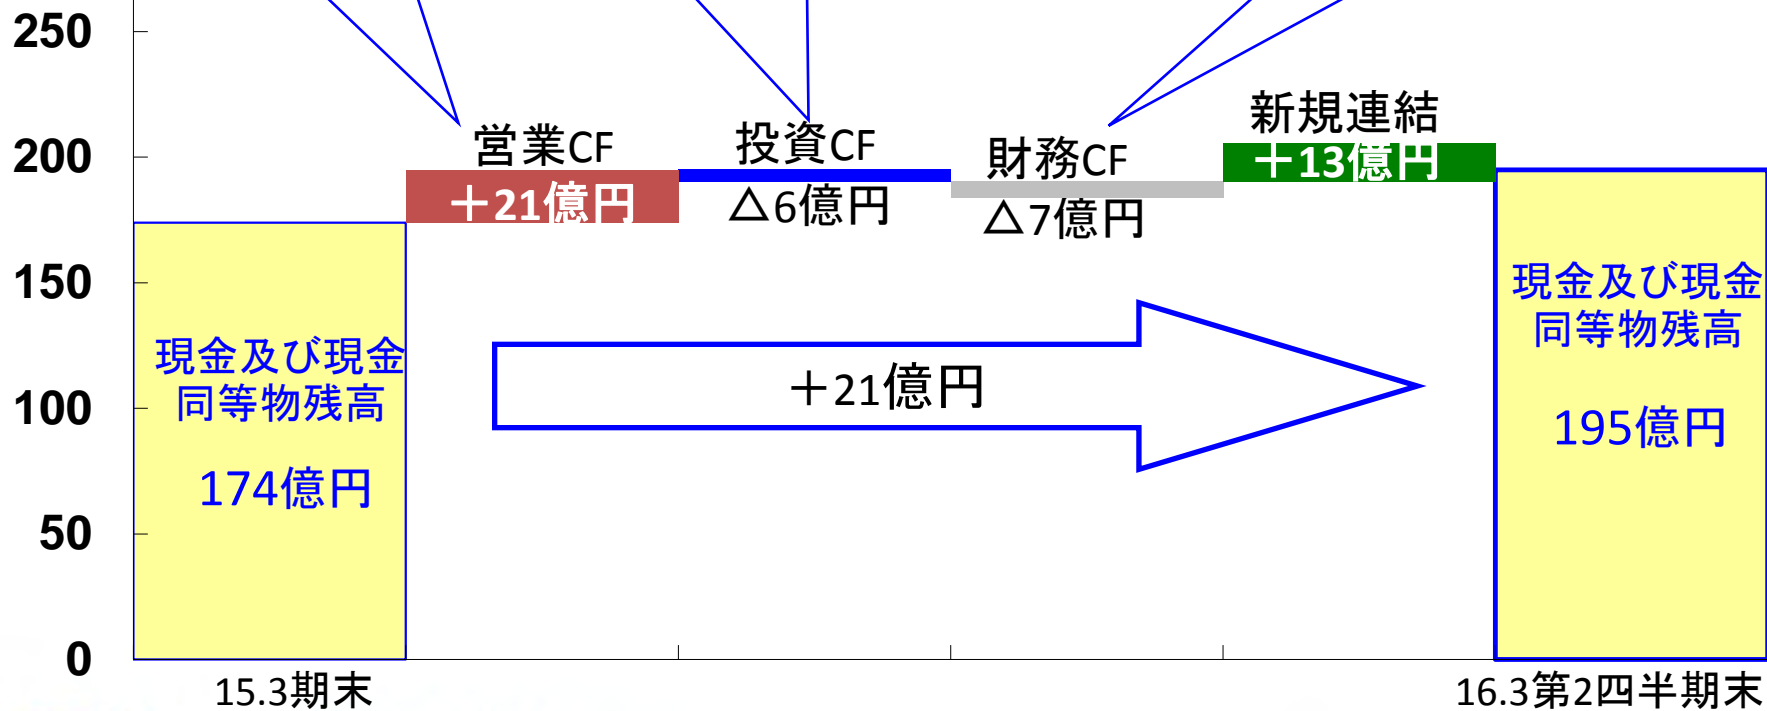 250
200
150
100
50
0
営業CF
＋21億円
投資CF
△6億円
財務CF
△7億円
新規連結
＋13億円
現金及び現金
同等物残高
174億円
＋21億円
現金及び現金
同等物残高
195億円
15.3期末
16.3第2四半期末